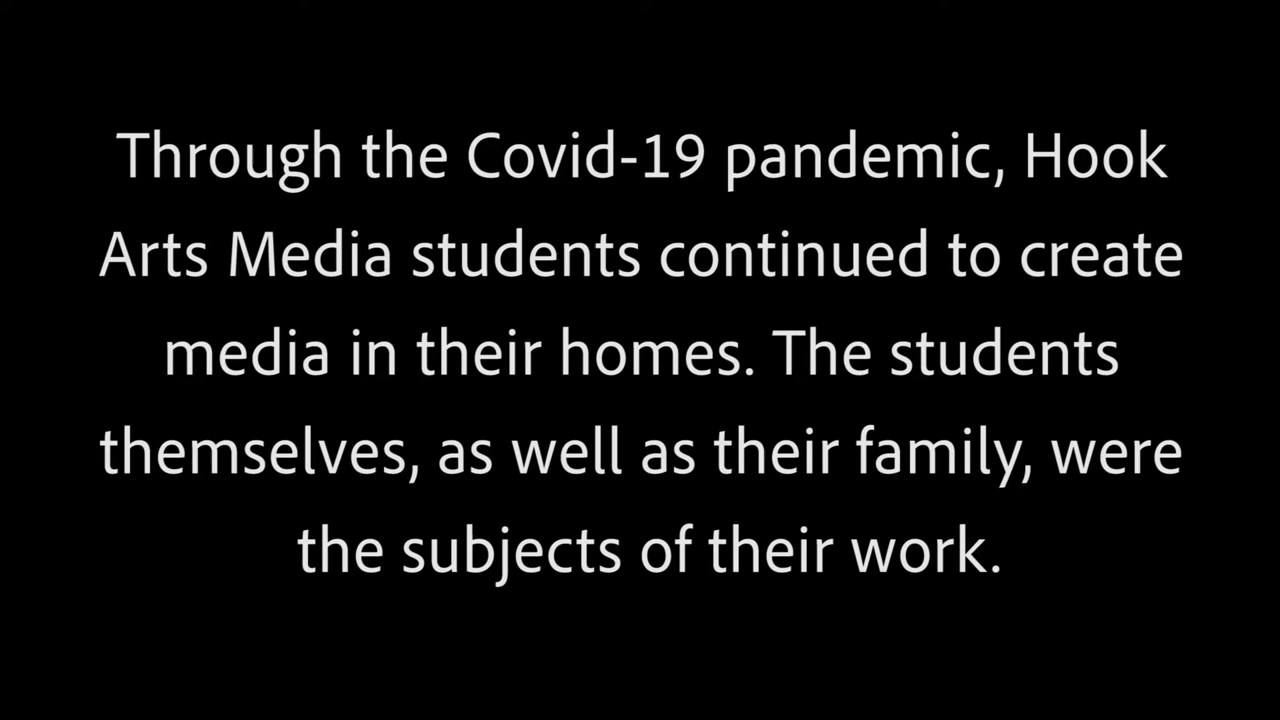 Through the Covid-19 pandemic, Hook
Arts Media students continued to create
media in their homes. The students
themselves, as well as their family, were
the subjects of their work.